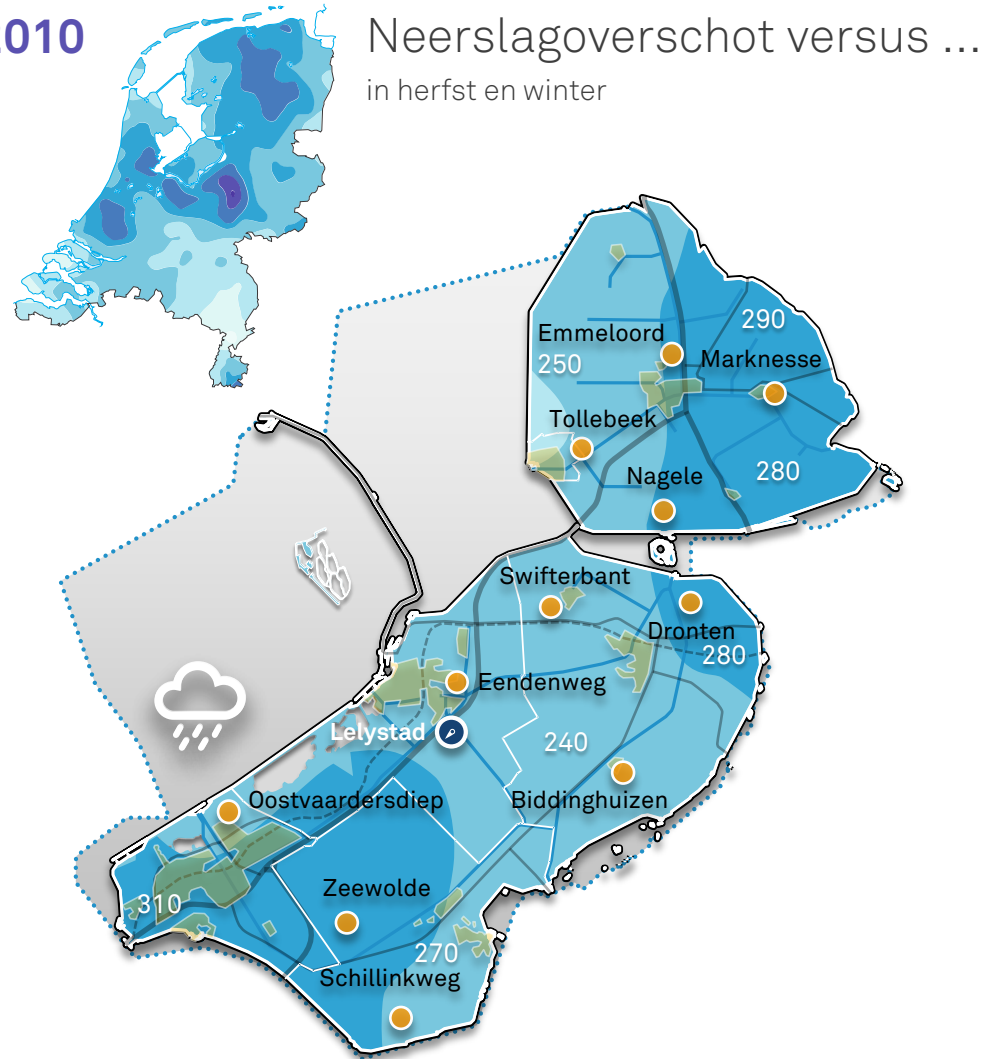 2010
Neerslagoverschot versus ...
in herfst en winter
290
Emmeloord
250
Marknesse
Tollebeek
280
Nagele
Swifterbant
Dronten
280
Eendenweg
Lelystad
240
Oostvaardersdiep
Biddinghuizen
Zeewolde
310
270
Schillinkweg